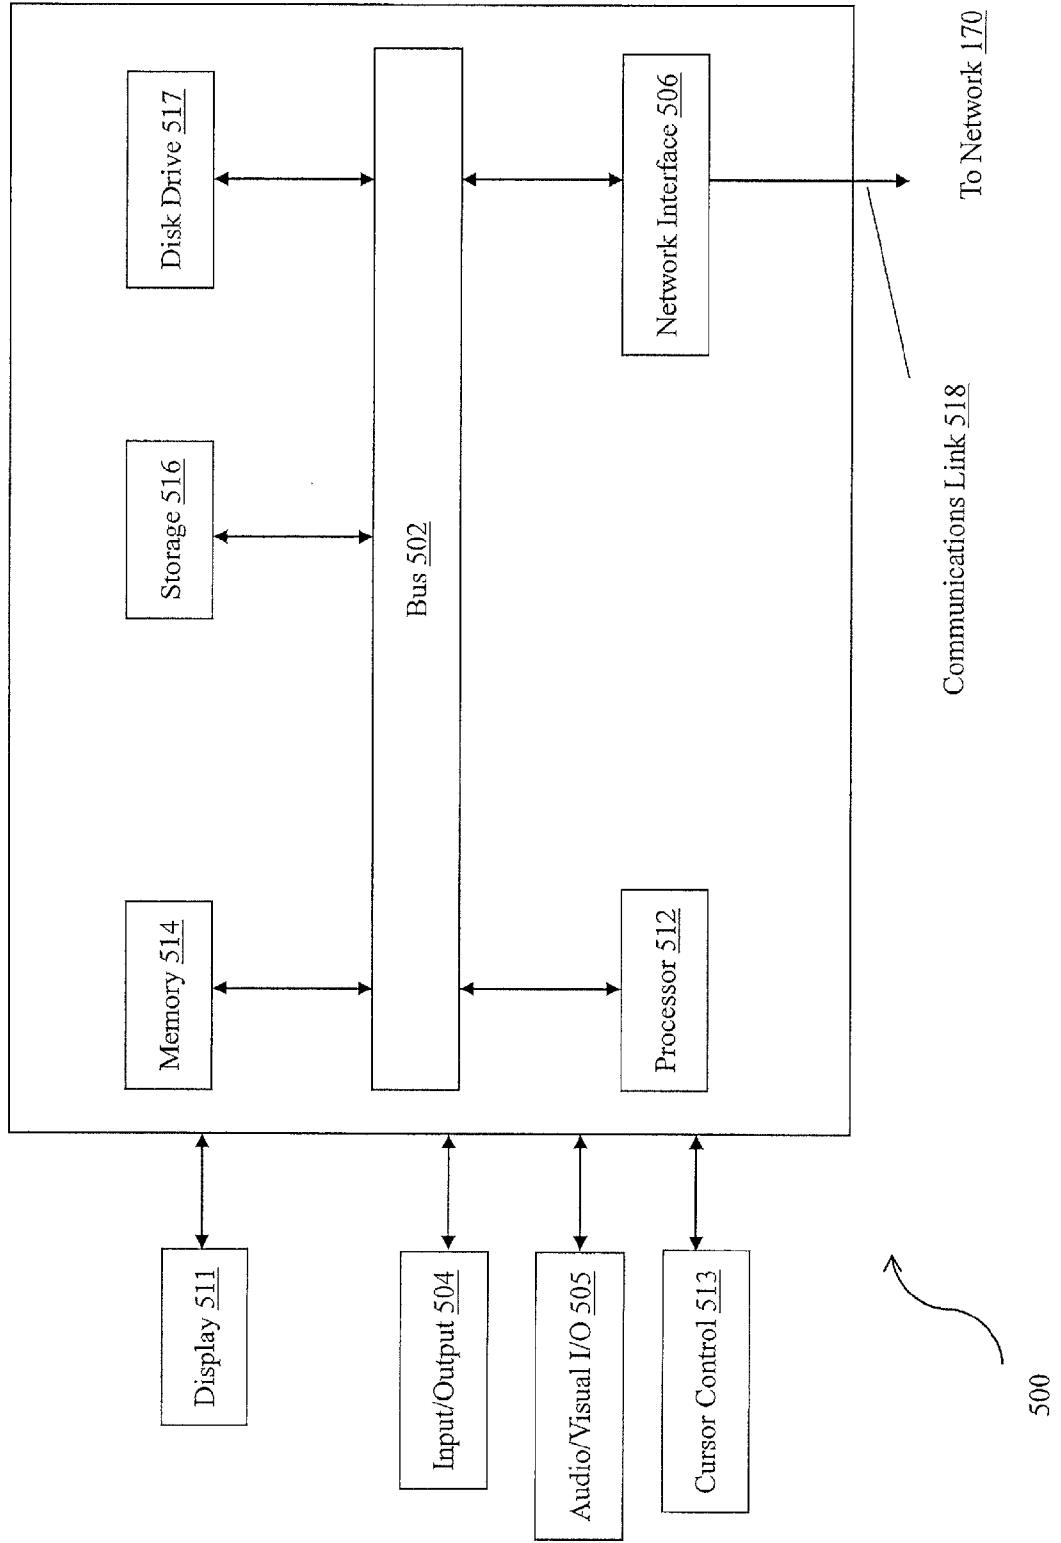 Display 511
Memory 514
Storage 516
Disk Drive 517
Input/Output 504
Bus 502
Audio/Visual I/O 505
Cursor Control 513
Processor 512
Network Interface 506
Communications Link 518
To Network 170
500